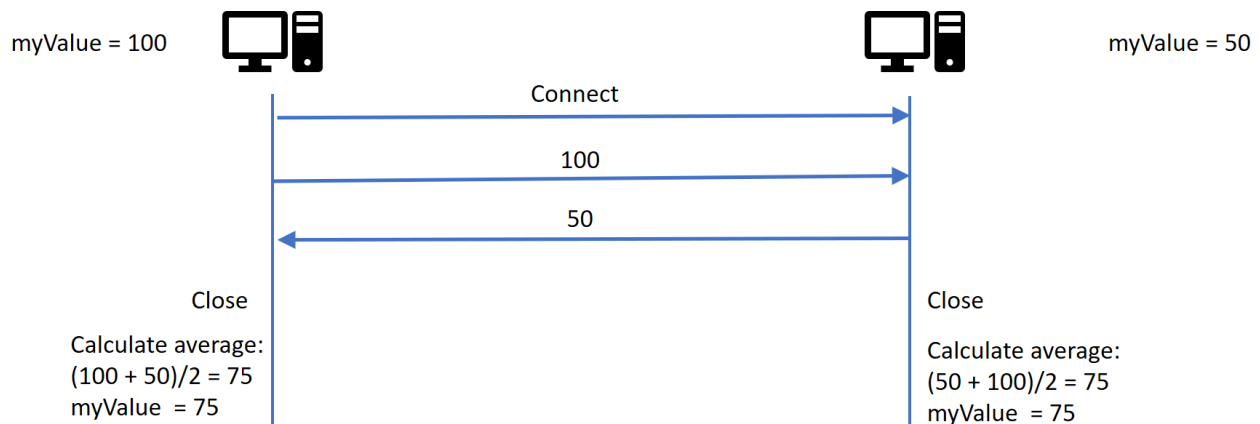 myValue = 100
myValue = 50
Connect
100
50
Close
Calculate average:
(100 + 50)/2 = 75
myValue  = 75
Close
Calculate average:
(50 + 100)/2 = 75
myValue  = 75